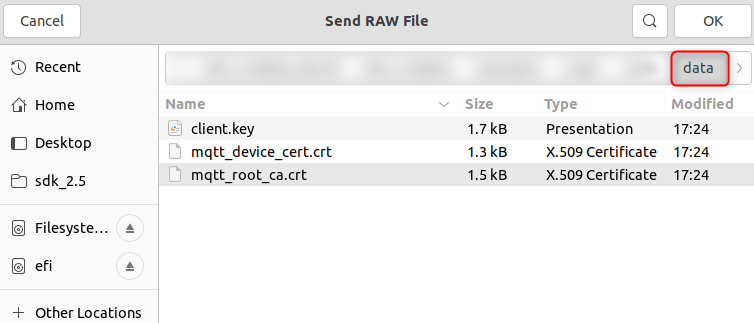 Cancel Send RAW File OK
Recent
Home
Desktop
sdk_2.5
Filesyste...
efi
Other Locations
data
Name Size Type Modified
client.key 1.7 kB Presentation 17:24
mqtt_device_cert.crt 1.3 kB X.509 Certificate 17:24
mqtt_root_ca.crt 1.5 kB X.509 Certificate 17:24